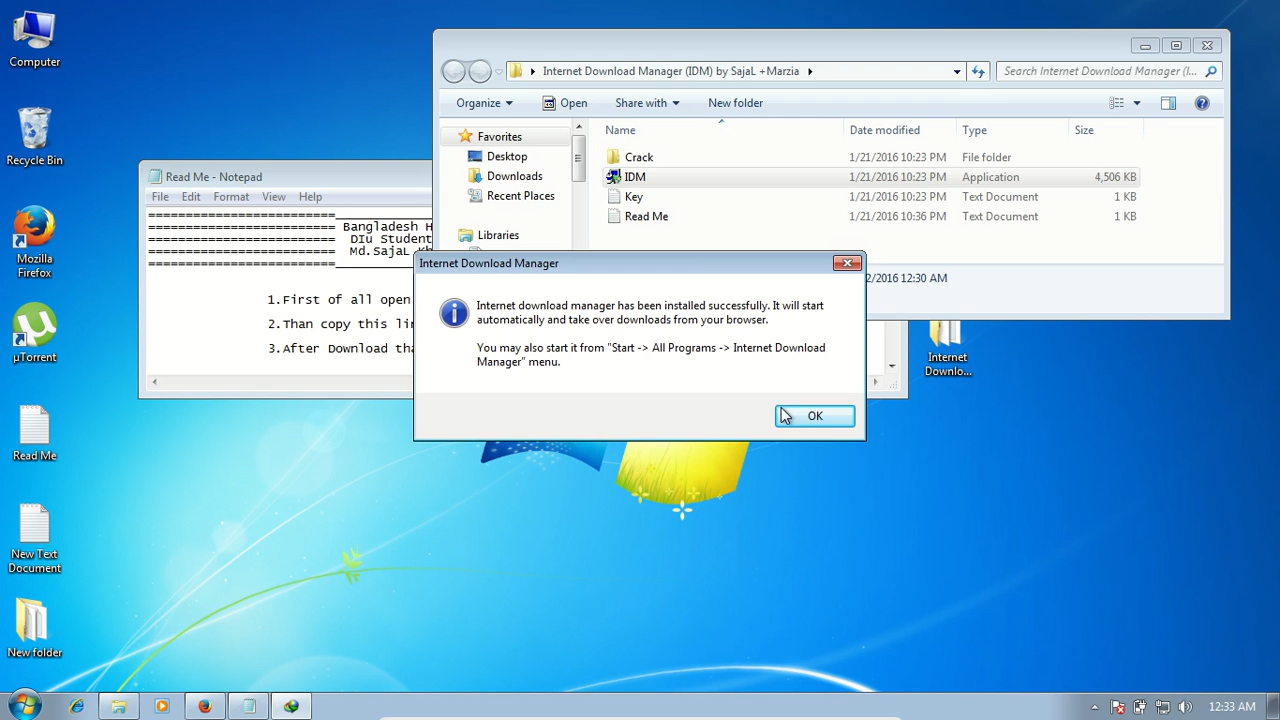 Computer
Recycle Bin
Mozilla
Firefox
µTorrent
Read Me
New Text
Document
New folder
Internet Download Manager (IDM) by SajaL +Marzia
Search Internet Download Manager (I...
Organize
Open
Share with
New folder
Favorites
Desktop
Downloads
Recent Places
Libraries
Name
Date modified
Type
Size
Crack
1/21/2016 10:23 PM
File folder
IDM
1/21/2016 10:23 PM
Application
4,506 KB
Key
1/21/2016 10:23 PM
Text Document
1 KB
Read Me
1/21/2016 10:36 PM
Text Document
1 KB
2/2016 12:30 AM
Read Me - Notepad
File
Edit
Format
View
Help
Bangladesh H
DIu Student
Md.SajaL Kh
1.First of all open
2.Than copy this lin
3.After Download tha
Internet Download Manager
Internet download manager has been installed successfully. It will start
automatically and take over downloads from your browser.
You may also start it from "Start -> All Programs -> Internet Download
Manager" menu.
OK
Internet
Downlo...
12:33 AM